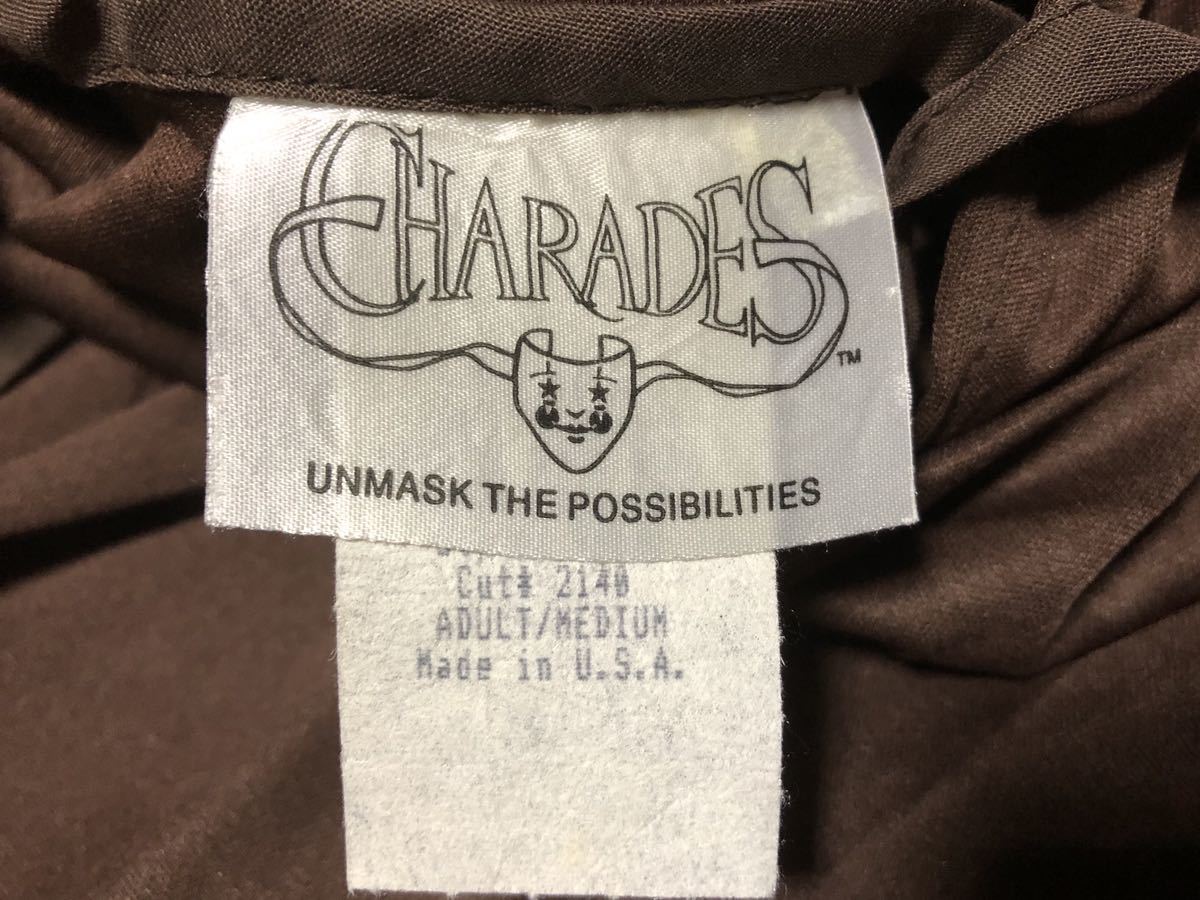 CHARADES
™
UNMASK THE POSSIBILITIES
Cut# 2140
ADULT/MEDIUM
Made in U.S.A.